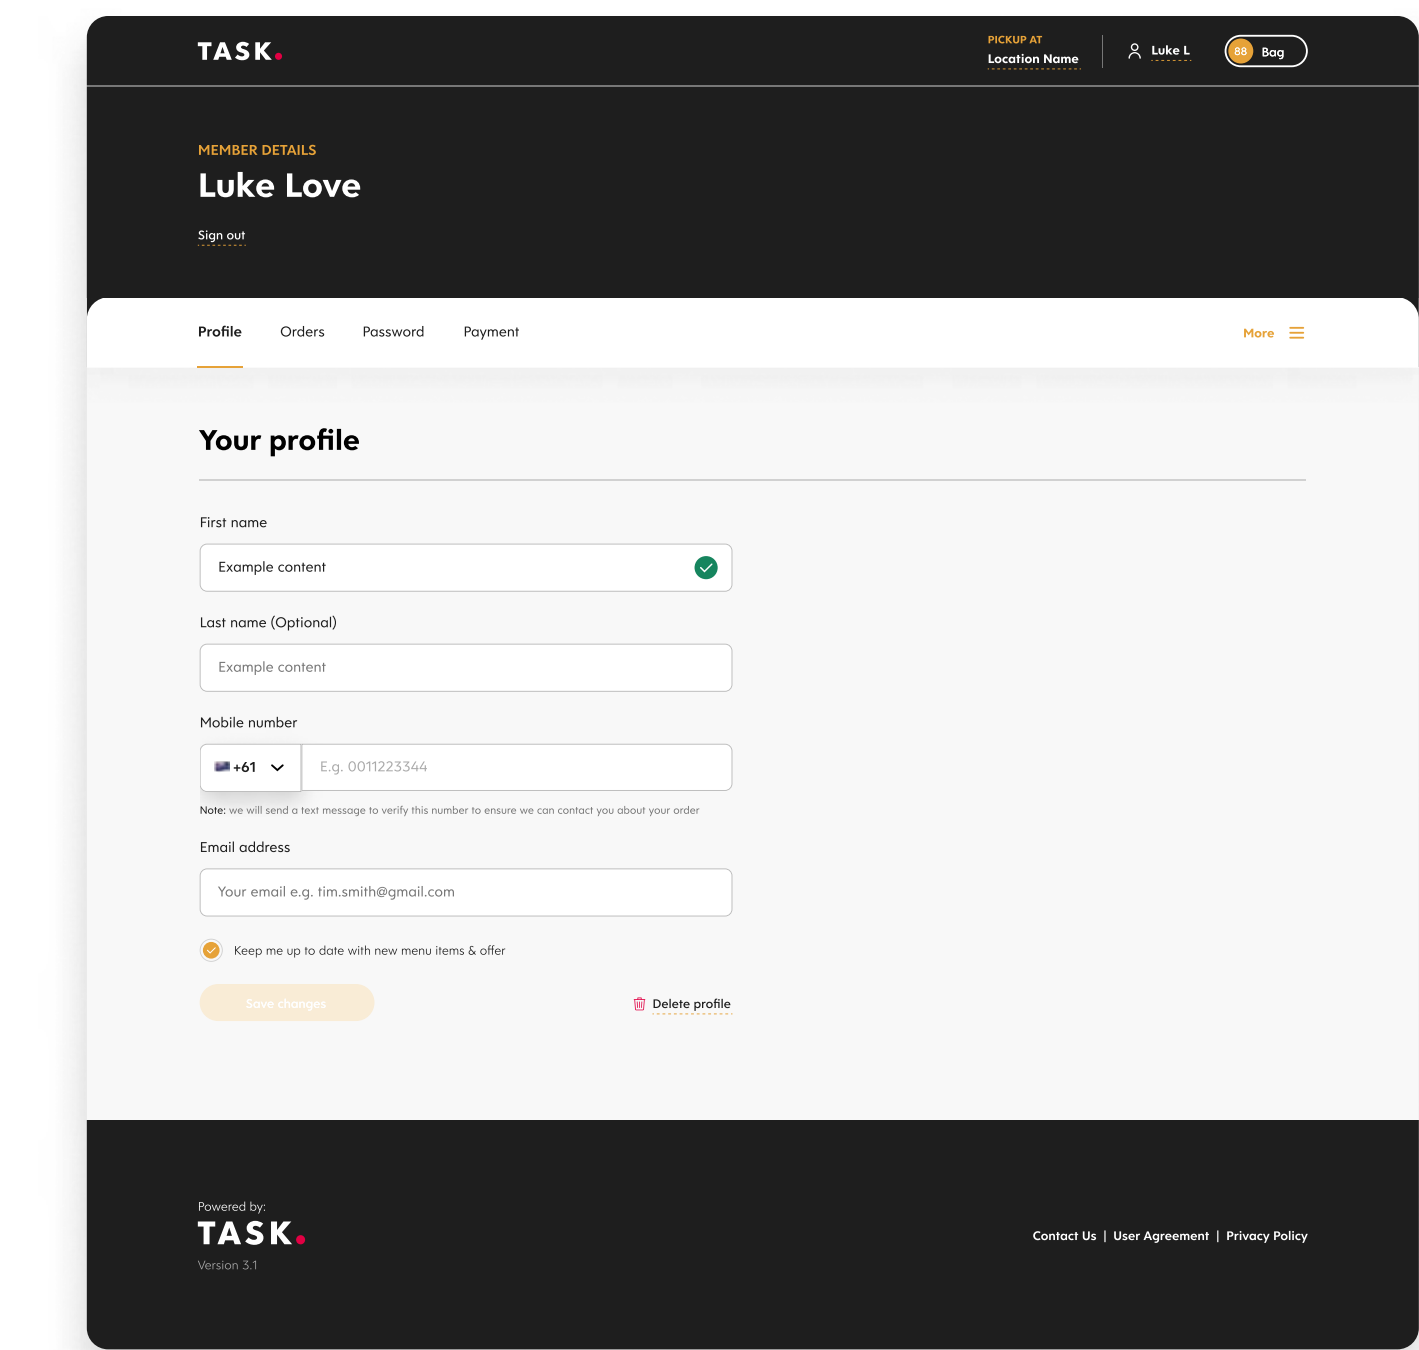 TASK.
PICKUP AT
Location Name
Luke L
88
Bag
MEMBER DETAILS
Luke Love
Sign out
Profile
Orders
Password
Payment
More
Your profile
First name
Example content
Last name (Optional)
Example content
Mobile number
+61
E.g. 0011223344
Note: we will send a text message to verify this number to ensure we can contact you about your order
Email address
Your email e.g. tim.smith@gmail.com
Keep me up to date with new menu items & offer
Save changes
Delete profile
Powered by:
TASK.
Version 3.1
Contact Us | User Agreement | Privacy Policy